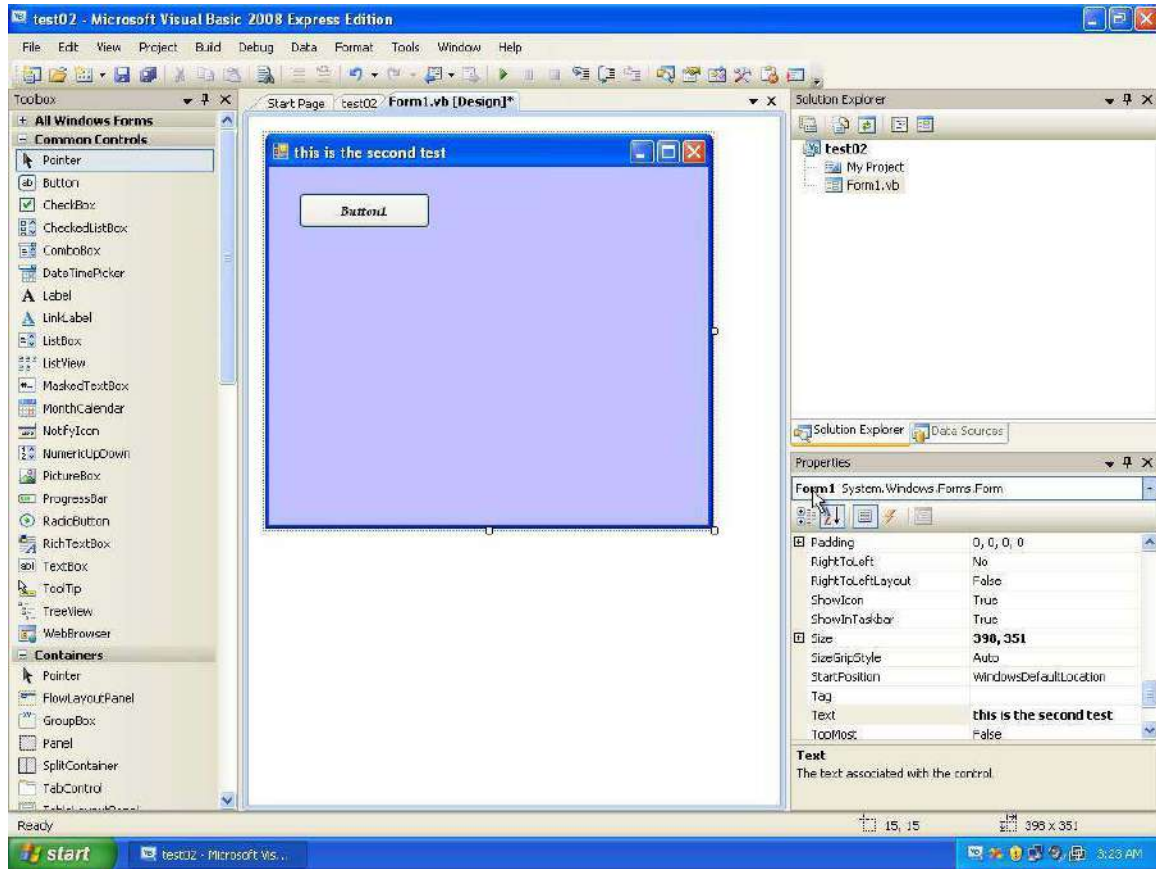 test02 - Microsoft Visual Basic 2008 Express Edition
File Edit View Project Build Debug Data Format Tools Window Help
Toolbox
All Windows Forms
Common Controls
Pointer
Button
CheckBox
CheckedListBox
ComboBox
DateTimePicker
Label
LinkLabel
ListBox
ListView
MaskedTextBox
MonthCalendar
NotifyIcon
NumericUpDown
PictureBox
ProgressBar
RadioButton
RichTextBox
TextBox
ToolTip
TreeView
WebBrowser
Containers
Pointer
FlowLayoutPanel
GroupBox
Panel
SplitContainer
TabControl
Start Page test02 Form1.vb [Design]*
this is the second test
Button1
Solution Explorer
test02
My Project
Form1.vb
Solution Explorer Data Sources
Properties
Form1 System.Windows.Forms.Form
Padding 0, 0, 0, 0
RightToLeft No
RightToLeftLayout False
ShowIcon True
ShowInTaskbar True
Size 398, 351
SizeGripStyle Auto
StartPosition WindowsDefaultLocation
Tag
Text this is the second test
TopMost False
Text
The text associated with the control.
Ready 15, 15 398 x 351
start test02 - Microsoft Vis... 3:23 AM